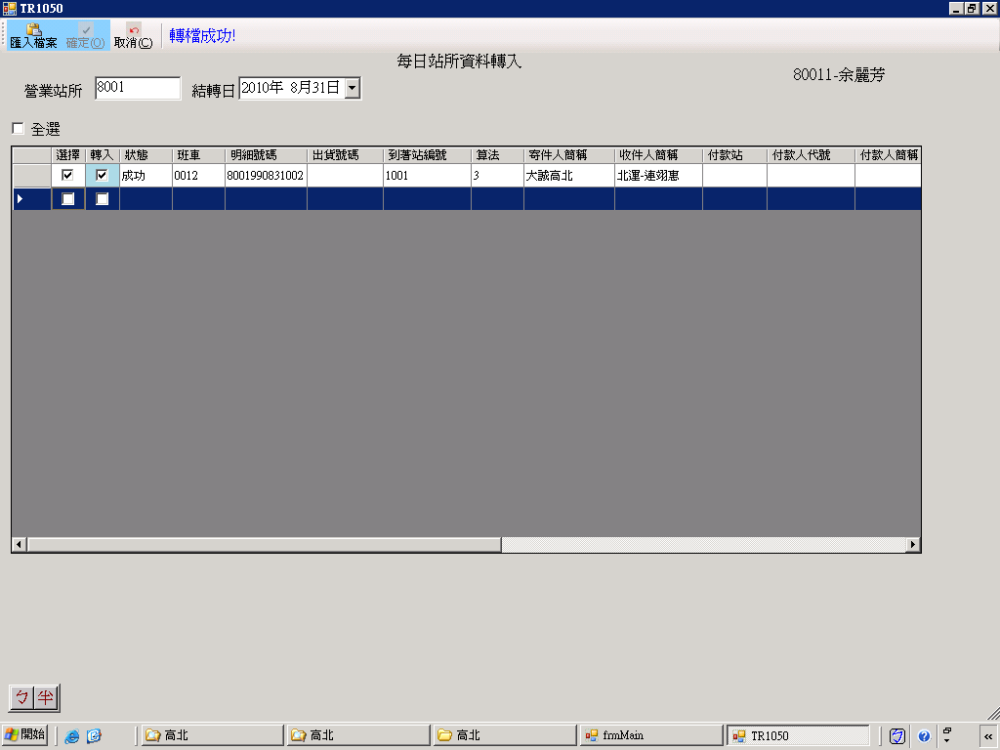 TR1050
匯入檔案 確定(O) 取消(C) 轉檔成功!
每日站所資料轉入
80011-余麗芳
營業站所 8001 結轉日 2010年 8月31日
全選
選擇 轉入 狀態 班車 明細號碼 出貨號碼 到著站編號 算法 寄件人簡稱 收件人簡稱 付款站 付款人代號 付款人簡稱
成功 0012 8001990831002 1001 3 大誠高北 北運-連翊惠
ㄅ 半
開始 高北 高北 高北 frmMain TR1050 «